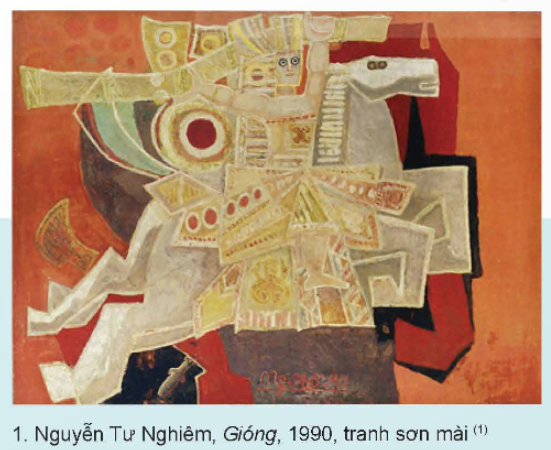 1. Nguyễn Tư Nghiêm, Gióng, 1990, tranh sơn mài (1)